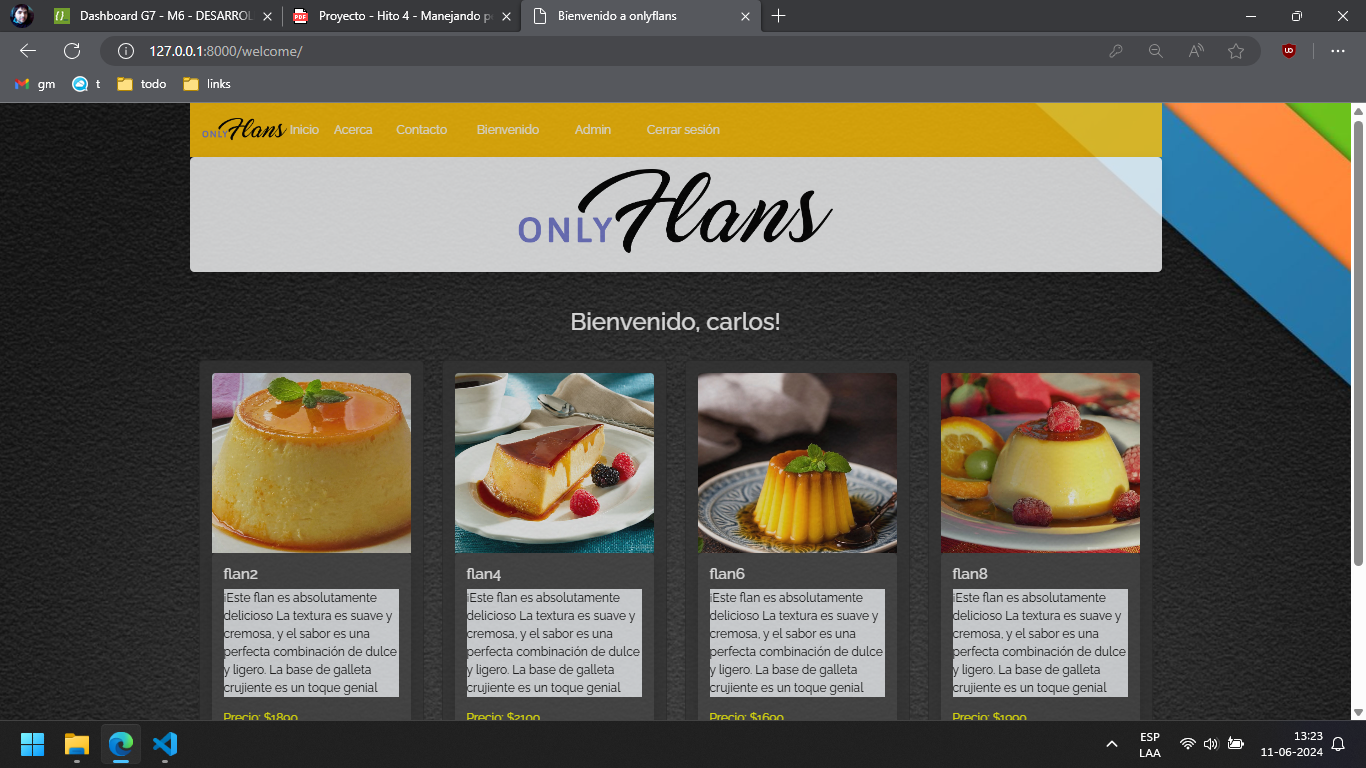 Dashboard G7 - M6 - DESARROL
Proyecto - Hito 4 - Manejando pe
Bienvenido a onlyflans
127.0.0.1:8000/welcome/
gm
t
todo
links
ONLY Flans Inicio Acerca Contacto Bienvenido Admin Cerrar sesión
ONLY Flans
Bienvenido, carlos!
flan2
¡Este flan es absolutamente
delicioso La textura es suave y
cremosa, y el sabor es una
perfecta combinación de dulce
y ligero. La base de galleta
crujiente es un toque genial
Precio: $1890
flan4
¡Este flan es absolutamente
delicioso La textura es suave y
cremosa, y el sabor es una
perfecta combinación de dulce
y ligero. La base de galleta
crujiente es un toque genial
Precio: $2100
flan6
¡Este flan es absolutamente
delicioso La textura es suave y
cremosa, y el sabor es una
perfecta combinación de dulce
y ligero. La base de galleta
crujiente es un toque genial
Precio: $1690
flan8
¡Este flan es absolutamente
delicioso La textura es suave y
cremosa, y el sabor es una
perfecta combinación de dulce
y ligero. La base de galleta
crujiente es un toque genial
Precio: $1990
ESP
LAA
13:23
11-06-2024